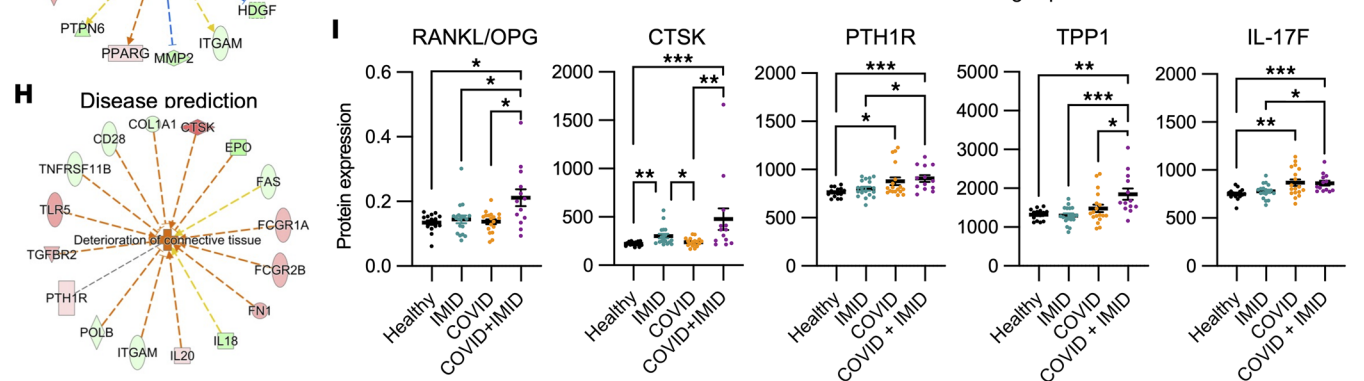 HDGF
PTPN6
ITGAM
PPARG
MMP2
H
Disease prediction
COL1A1
CTSK
CD28
EPO
TNFRSF11B
FAS
TLR5
FCGR1A
Deterioration of connective tissue
TGFBR2
FCGR2B
PTH1R
FN1
POLB
IL18
ITGAM
IL20
I
Protein expression
RANKL/OPG
* * *
0.6
0.4
0.2
0.0
Healthy
IMID
COVID
COVID+IMID
CTSK
***
**
** *
2000
1500
1000
500
0
Healthy
IMID
COVID
COVID+IMID
PTH1R
***
*
*
2000
1500
1000
500
0
Healthy
IMID
COVID
COVID + IMID
TPP1
**
***
*
5000
4000
3000
2000
1000
0
Healthy
IMID
COVID
COVID + IMID
IL-17F
***
*
**
2000
1500
1000
500
0
Healthy
IMID
COVID
COVID + IMID